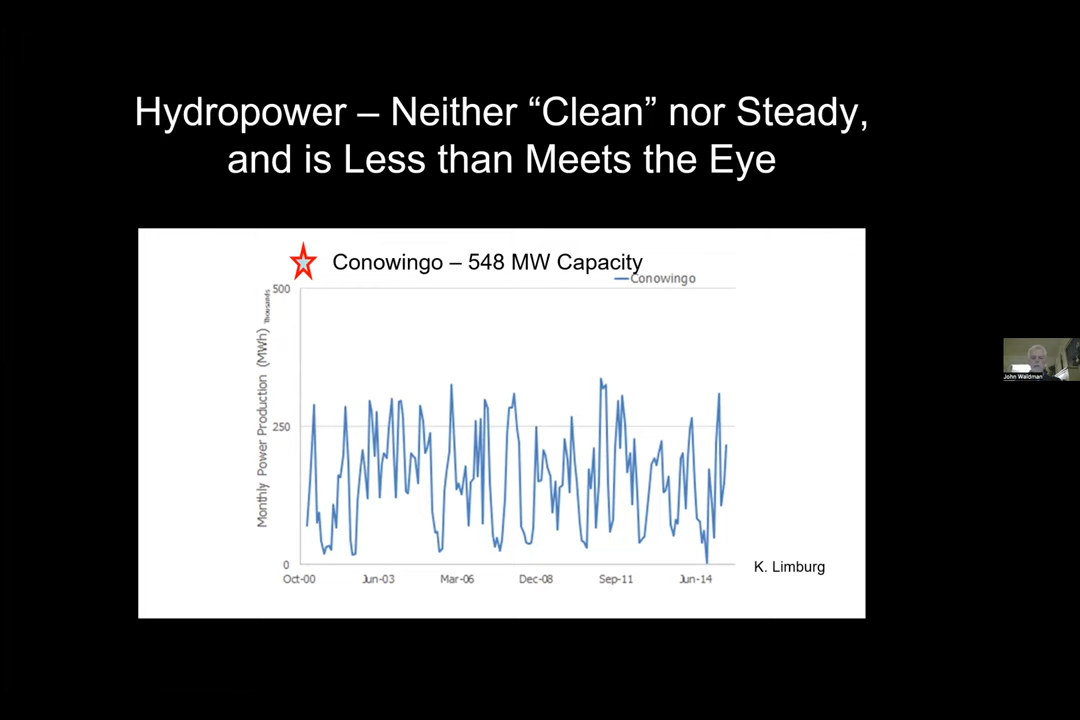 Hydropower – Neither “Clean” nor Steady,
and is Less than Meets the Eye
Conowingo – 548 MW Capacity
Conowingo
500
Thousands
250
0
Monthly Power Production (MWh)
Oct-00
Jun-03
Mar-06
Dec-08
Sep-11
Jun-14
K. Limburg
John Waldman